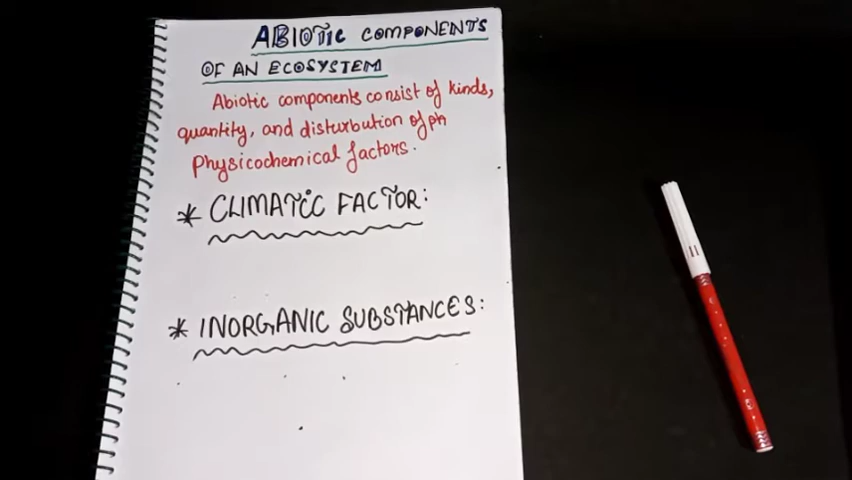 ABIOTIC COMPONENTS
OF AN ECOSYSTEM
Abiotic components consist of kinds,
quantity, and disturbution of ph
Physicochemical factors.
* CLIMATIC FACTOR:
* INORGANIC SUBSTANCES: